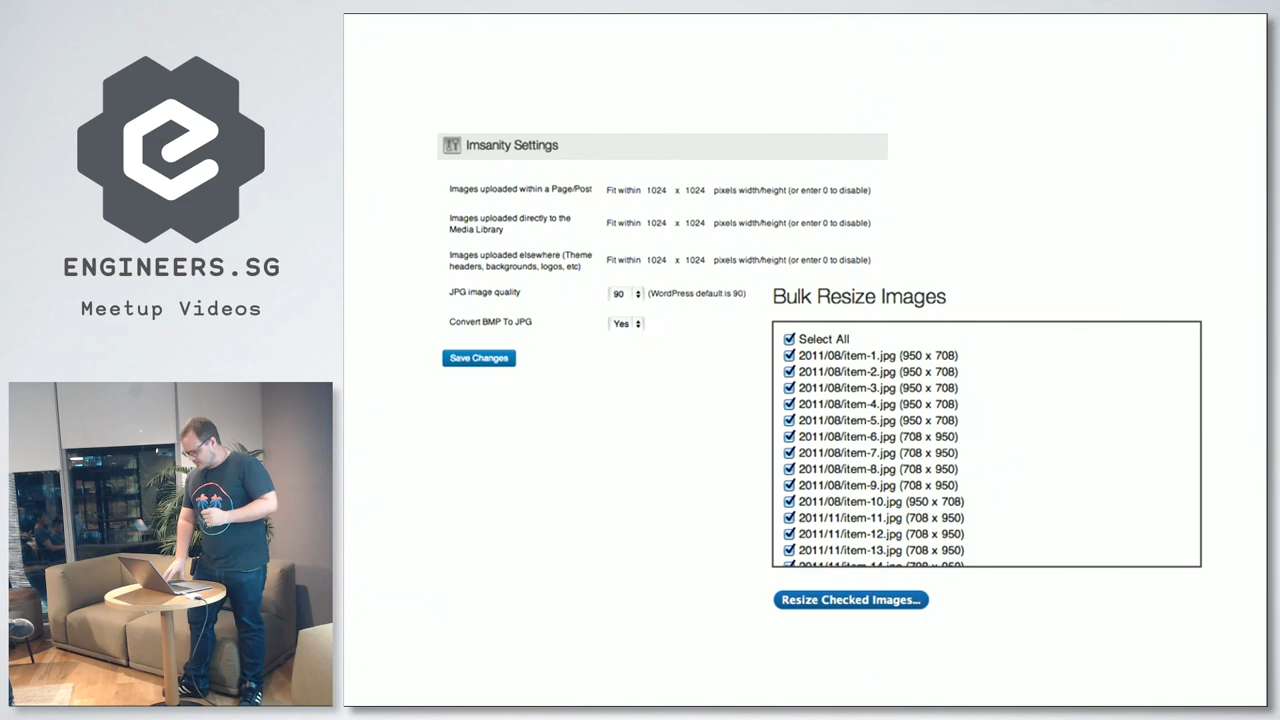 ENGINEERS.SG
Meetup Videos
Imsanity Settings
Images uploaded within a Page/Post Fit within 1024 x 1024 pixels width/height (or enter 0 to disable)
Images uploaded directly to the
Media Library Fit within 1024 x 1024 pixels width/height (or enter 0 to disable)
Images uploaded elsewhere (Theme
headers, backgrounds, logos, etc) Fit within 1024 x 1024 pixels width/height (or enter 0 to disable)
JPG image quality 90 (WordPress default is 90)
Convert BMP To JPG Yes
Save Changes
Bulk Resize Images
Select All
2011/08/item-1.jpg (950 x 708)
2011/08/item-2.jpg (950 x 708)
2011/08/item-3.jpg (950 x 708)
2011/08/item-4.jpg (950 x 708)
2011/08/item-5.jpg (950 x 708)
2011/08/item-6.jpg (708 x 950)
2011/08/item-7.jpg (708 x 950)
2011/08/item-8.jpg (708 x 950)
2011/08/item-9.jpg (708 x 950)
2011/08/item-10.jpg (950 x 708)
2011/11/item-11.jpg (708 x 950)
2011/11/item-12.jpg (708 x 950)
2011/11/item-13.jpg (708 x 950)
2011/11/item-14.jpg (708 x 950)
Resize Checked Images...